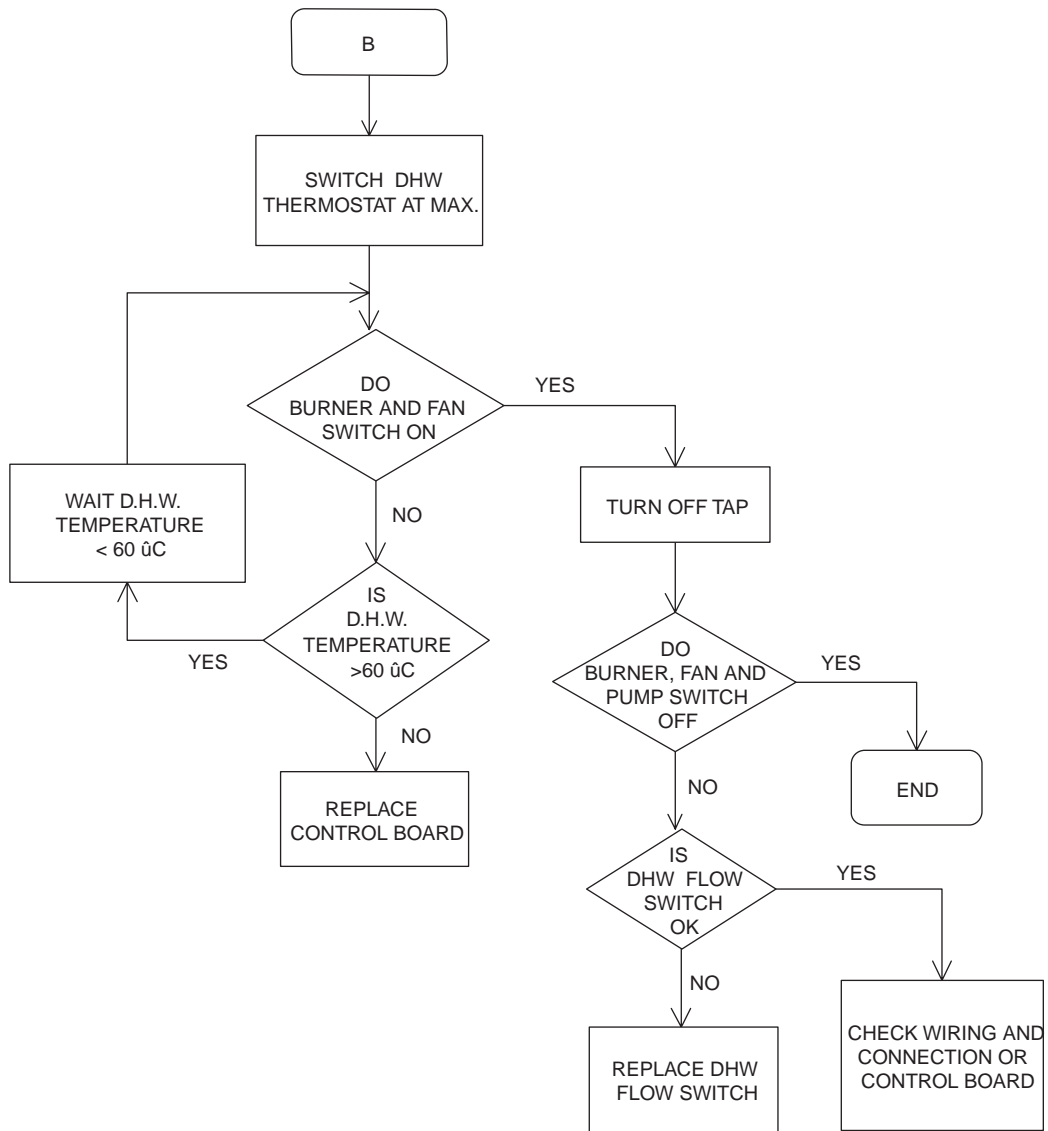 B
SWITCH DHW
THERMOSTAT AT MAX.
DO
BURNER AND FAN
SWITCH ON
YES
NO
WAIT D.H.W.
TEMPERATURE
< 60 ûC
TURN OFF TAP
IS
D.H.W.
TEMPERATURE
>60 ûC
YES
NO
REPLACE
CONTROL BOARD
DO
BURNER, FAN AND
PUMP SWITCH
OFF
YES
NO
END
IS
DHW FLOW
SWITCH
OK
YES
NO
REPLACE DHW
FLOW SWITCH
CHECK WIRING AND
CONNECTION OR
CONTROL BOARD